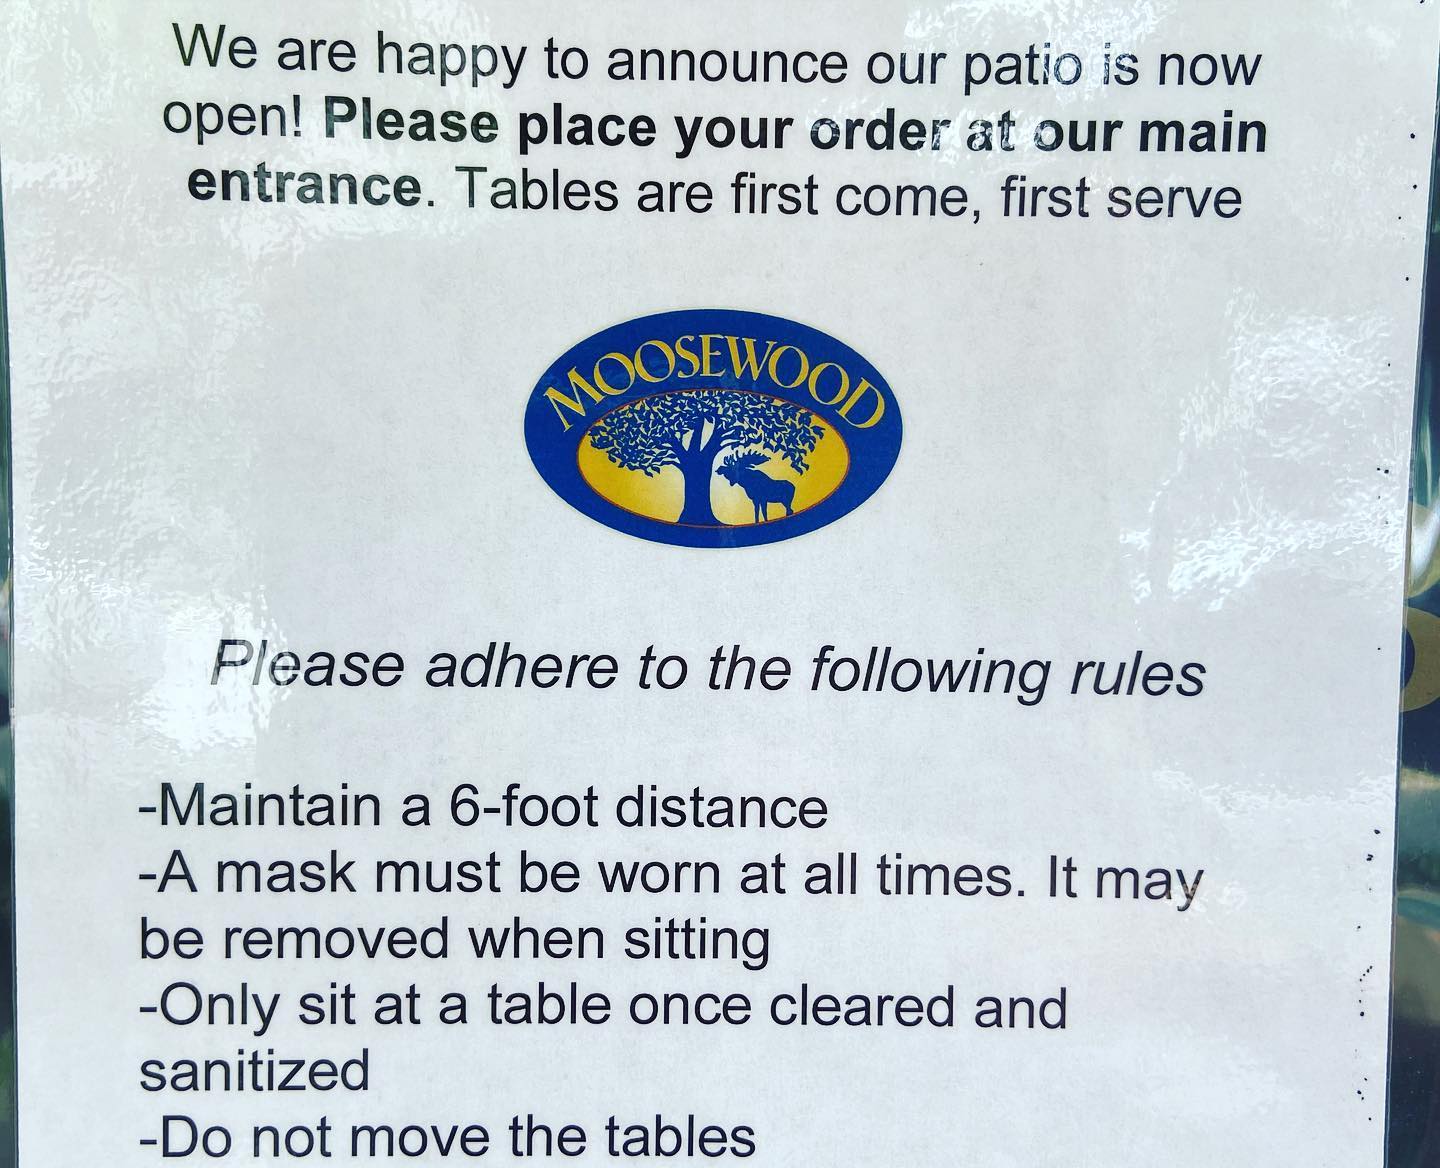 We are happy to announce our patio is now
open! Please place your order at our main
entrance. Tables are first come, first serve
MOOSEWOOD
Please adhere to the following rules
-Maintain a 6-foot distance
-A mask must be worn at all times. It may
be removed when sitting
-Only sit at a table once cleared and
sanitized
-Do not move the tables